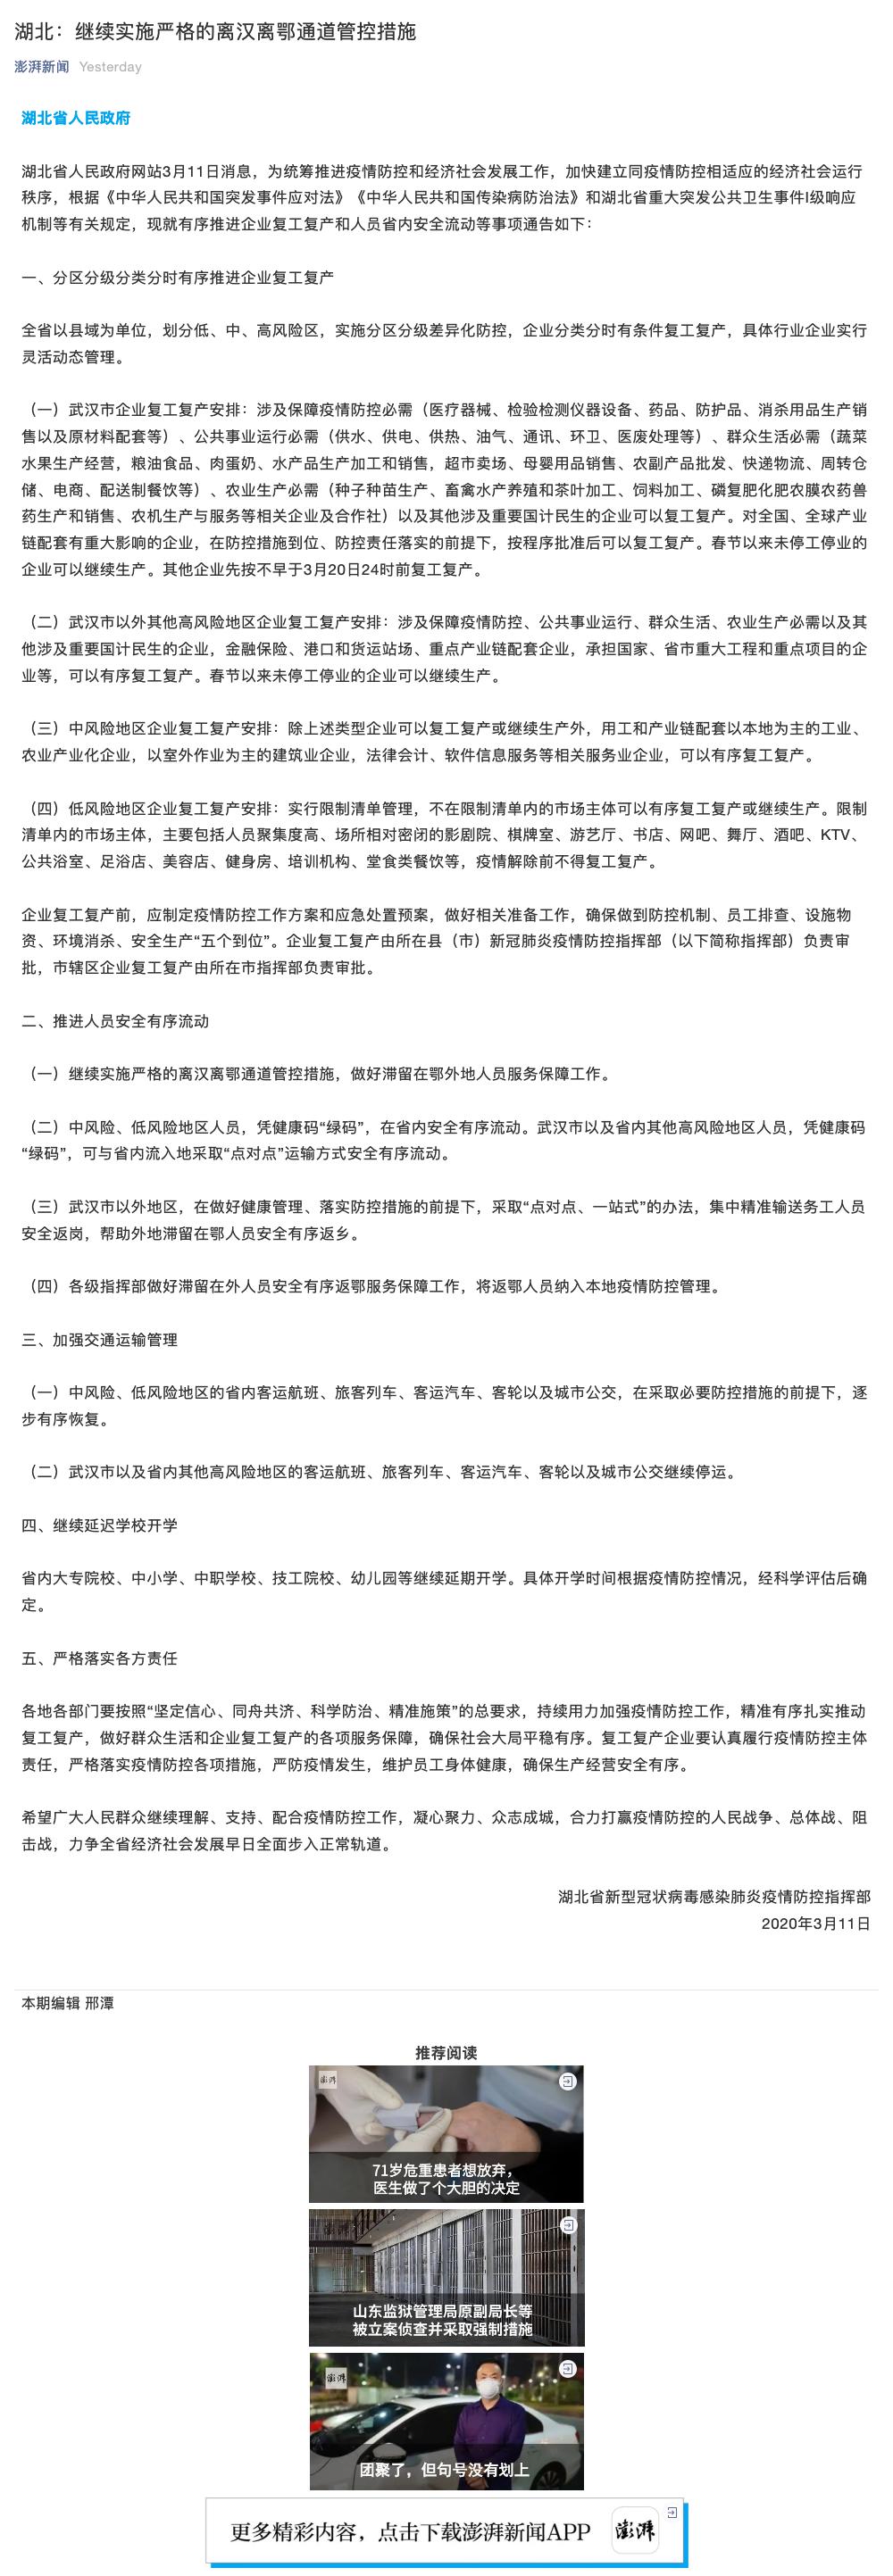 湖北：继续实施严格的离汉离鄂通道管控措施
澎湃新闻 Yesterday
湖北省人民政府
湖北省人民政府网站3月11日消息，为统筹推进疫情防控和经济社会发展工作，加快建立同疫情防控相适应的经济社会运行
秩序，根据《中华人民共和国突发事件应对法》《中华人民共和国传染病防治法》和湖北省重大突发公共卫生事件I级响应
机制等有关规定，现就有序推进企业复工复产和人员省内安全流动等事项通告如下：
一、分区分级分类分时有序推进企业复工复产
全省以县域为单位，划分低、中、高风险区，实施分区分级差异化防控，企业分类分时有条件复工复产，具体行业企业实行
灵活动态管理。
（一）武汉市企业复工复产安排：涉及保障疫情防控必需（医疗器械、检验检测仪器设备、药品、防护品、消杀用品生产销
售以及原材料配套等）、公共事业运行必需（供水、供电、供热、油气、通讯、环卫、医废处理等）、群众生活必需（蔬菜
水果生产经营，粮油食品、肉蛋奶、水产品生产加工和销售，超市卖场、母婴用品销售、农副产品批发、快递物流、周转仓
储、电商、配送制餐饮等）、农业生产必需（种子种苗生产、畜禽水产养殖和茶叶加工、饲料加工、磷复肥化肥农膜农药兽
药生产和销售、农机生产与服务等相关企业及合作社）以及其他涉及重要国计民生的企业可以复工复产。对全国、全球产业
链配套有重大影响的企业，在防控措施到位、防控责任落实的前提下，按程序批准后可以复工复产。春节以来未停工停业的
企业可以继续生产。其他企业先按不早于3月20日24时前复工复产。
（二）武汉市以外其他高风险地区企业复工复产安排：涉及保障疫情防控、公共事业运行、群众生活、农业生产必需以及其
他涉及重要国计民生的企业，金融保险、港口和货运站场、重点产业链配套企业，承担国家、省市重大工程和重点项目的企
业等，可以有序复工复产。春节以来未停工停业的企业可以继续生产。
（三）中风险地区企业复工复产安排：除上述类型企业可以复工复产或继续生产外，用工和产业链配套以本地为主的工业、
农业产业化企业，以室外作业为主的建筑业企业，法律会计、软件信息服务等相关服务业企业，可以有序复工复产。
（四）低风险地区企业复工复产安排：实行限制清单管理，不在限制清单内的市场主体可以有序复工复产或继续生产。限制
清单内的市场主体，主要包括人员聚集度高、场所相对密闭的影剧院、棋牌室、游艺厅、书店、网吧、舞厅、酒吧、KTV、
公共浴室、足浴店、美容店、健身房、培训机构、堂食类餐饮等，疫情解除前不得复工复产。
企业复工复产前，应制定疫情防控工作方案和应急处置预案，做好相关准备工作，确保做到防控机制、员工排查、设施物
资、环境消杀、安全生产“五个到位”。企业复工复产由所在县（市）新冠肺炎疫情防控指挥部（以下简称指挥部）负责审
批，市辖区企业复工复产由所在市指挥部负责审批。
二、推进人员安全有序流动
（一）继续实施严格的离汉离鄂通道管控措施，做好滞留在鄂外地人员服务保障工作。
（二）中风险、低风险地区人员，凭健康码“绿码”，在省内安全有序流动。武汉市以及省内其他高风险地区人员，凭健康码
“绿码”，可与省内流入地采取“点对点”运输方式安全有序流动。
（三）武汉市以外地区，在做好健康管理、落实防控措施的前提下，采取“点对点、一站式”的办法，集中精准输送务工人员
安全返岗，帮助外地滞留在鄂人员安全有序返乡。
（四）各级指挥部做好滞留在外人员安全有序返鄂服务保障工作，将返鄂人员纳入本地疫情防控管理。
三、加强交通运输管理
（一）中风险、低风险地区的省内客运航班、旅客列车、客运汽车、客轮以及城市公交，在采取必要防控措施的前提下，逐
步有序恢复。
（二）武汉市以及省内其他高风险地区的客运航班、旅客列车、客运汽车、客轮以及城市公交继续停运。
四、继续延迟学校开学
省内大专院校、中小学、中职学校、技工院校、幼儿园等继续延期开学。具体开学时间根据疫情防控情况，经科学评估后确
定。
五、严格落实各方责任
各地各部门要按照“坚定信心、同舟共济、科学防治、精准施策”的总要求，持续用力加强疫情防控工作，精准有序扎实推动
复工复产，做好群众生活和企业复工复产的各项服务保障，确保社会大局平稳有序。复工复产企业要认真履行疫情防控主体
责任，严格落实疫情防控各项措施，严防疫情发生，维护员工身体健康，确保生产经营安全有序。
希望广大人民群众继续理解、支持、配合疫情防控工作，凝心聚力、众志成城，合力打赢疫情防控的人民战争、总体战、阻
击战，力争全省经济社会发展早日全面步入正常轨道。
湖北省新型冠状病毒感染肺炎疫情防控指挥部
2020年3月11日
本期编辑 邢潭
推荐阅读
澎湃
71岁危重患者想放弃，
医生做了个大胆的决定
澎湃
山东监狱管理局原副局长等
被立案侦查并采取强制措施
澎湃
团聚了，但句号没有划上
更多精彩内容，点击下载澎湃新闻APP 澎湃